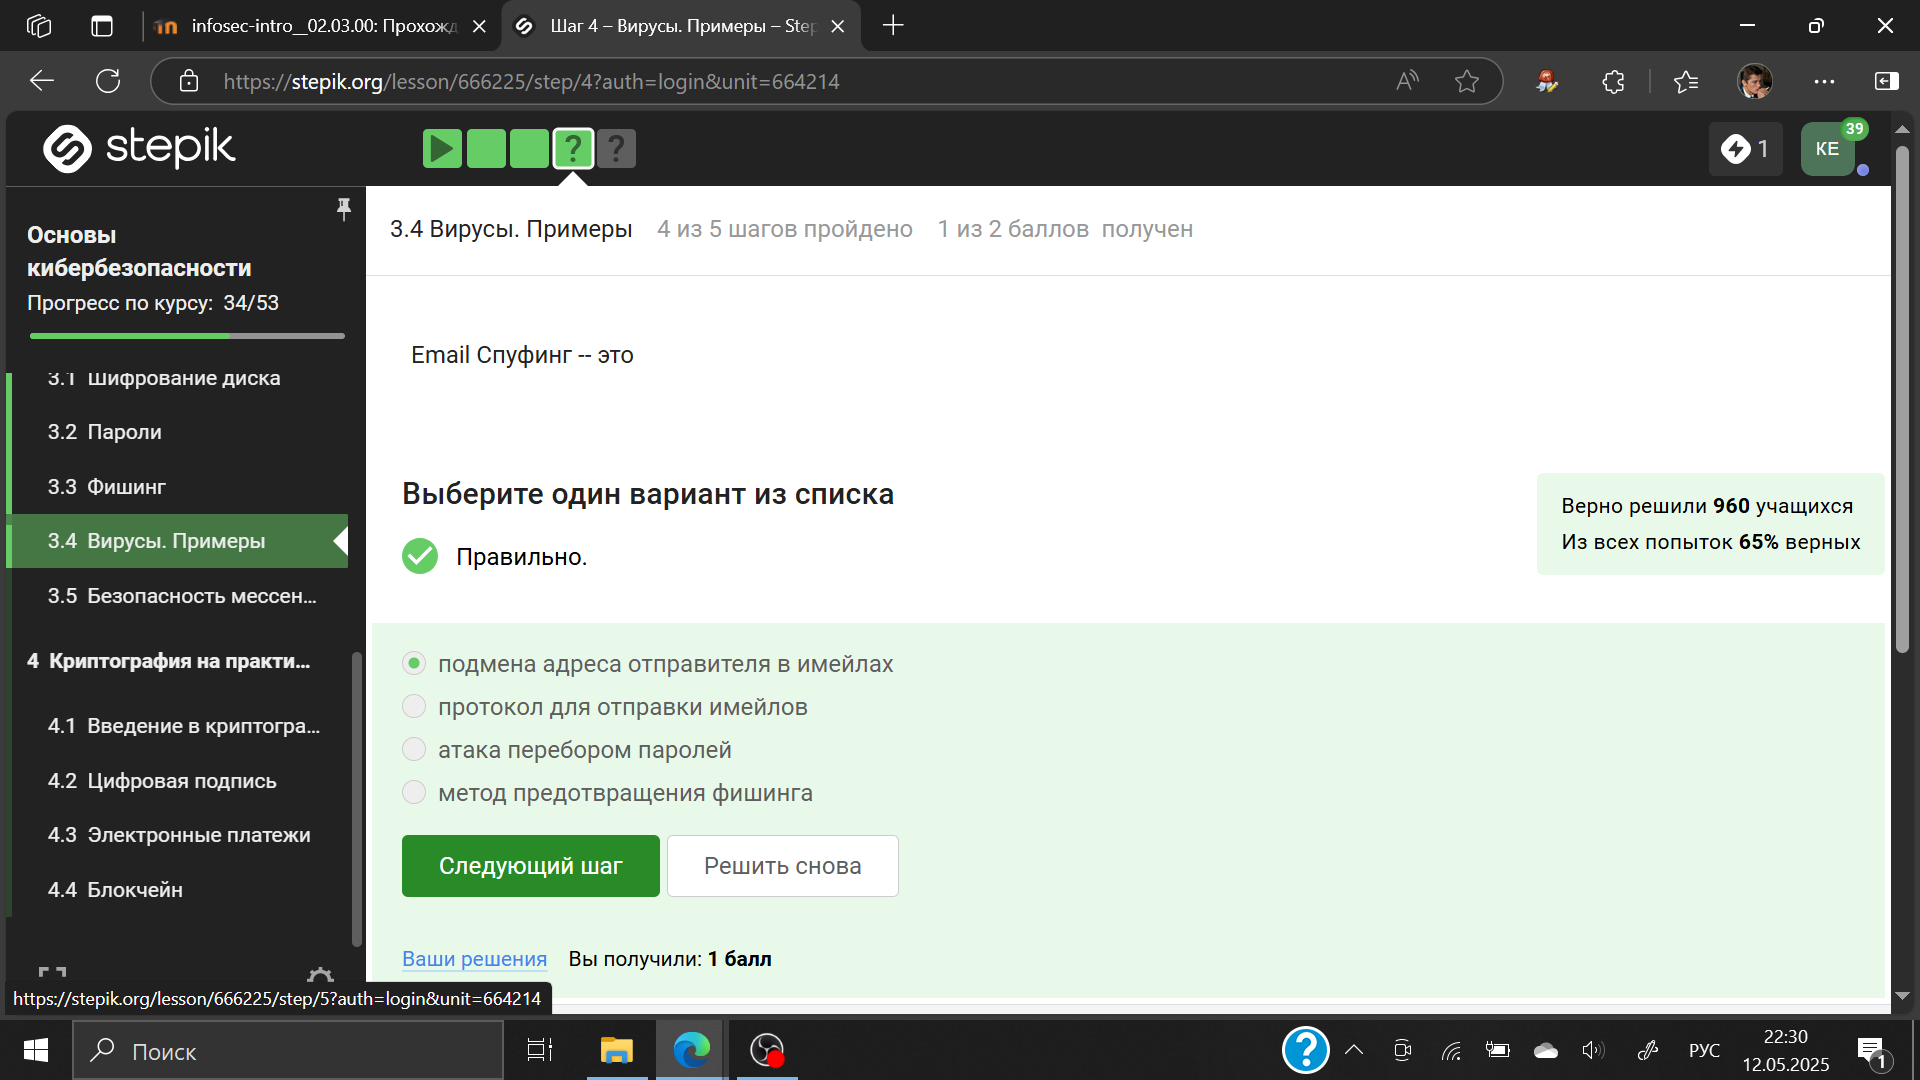 infosec-intro__02.03.00: Прохожд
Шаг 4 – Вирусы. Примеры – Step
https://stepik.org/lesson/666225/step/4?auth=login&unit=664214
stepik
? ?
1
KE
39
Основы
кибербезопасности
Прогресс по курсу: 34/53
3.1 Шифрование диска
3.2 Пароли
3.3 Фишинг
3.4 Вирусы. Примеры
3.5 Безопасность мессен...
4 Криптография на практи...
4.1 Введение в криптогра...
4.2 Цифровая подпись
4.3 Электронные платежи
4.4 Блокчейн
3.4 Вирусы. Примеры 4 из 5 шагов пройдено 1 из 2 баллов получен
Email Спуфинг -- это
Выберите один вариант из списка
Правильно.
Верно решили 960 учащихся
Из всех попыток 65% верных
подмена адреса отправителя в имейлах
протокол для отправки имейлов
атака перебором паролей
метод предотвращения фишинга
Следующий шаг
Решить снова
Ваши решения Вы получили: 1 балл
https://stepik.org/lesson/666225/step/5?auth=login&unit=664214
Поиск
РУС
22:30
12.05.2025
1